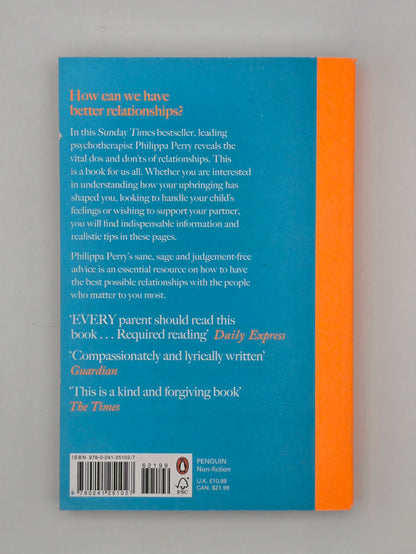 How can we have
better relationships?
In this Sunday Times bestseller, leading
psychotherapist Philippa Perry reveals the
vital dos and don'ts of relationships. This
is a book for us all. Whether you are interested
in understanding how your upbringing has
shaped you, looking to handle your child's
feelings or wishing to support your partner,
you will find indispensable information and
realistic tips in these pages.
Philippa Perry's sane, sage and judgement-free
advice is an essential resource on how to have
the best possible relationships with the people
who matter to you most.
'EVERY parent should read this
book . . . Required reading' Daily Express
'Compassionately and lyrically written'
Guardian
'This is a kind and forgiving book'
The Times
ISBN 978-0-241-25102-7
62199
9 780241 251027
FSC
PENGUIN
Non-fiction
U.K. £10.99
CAN. $21.99